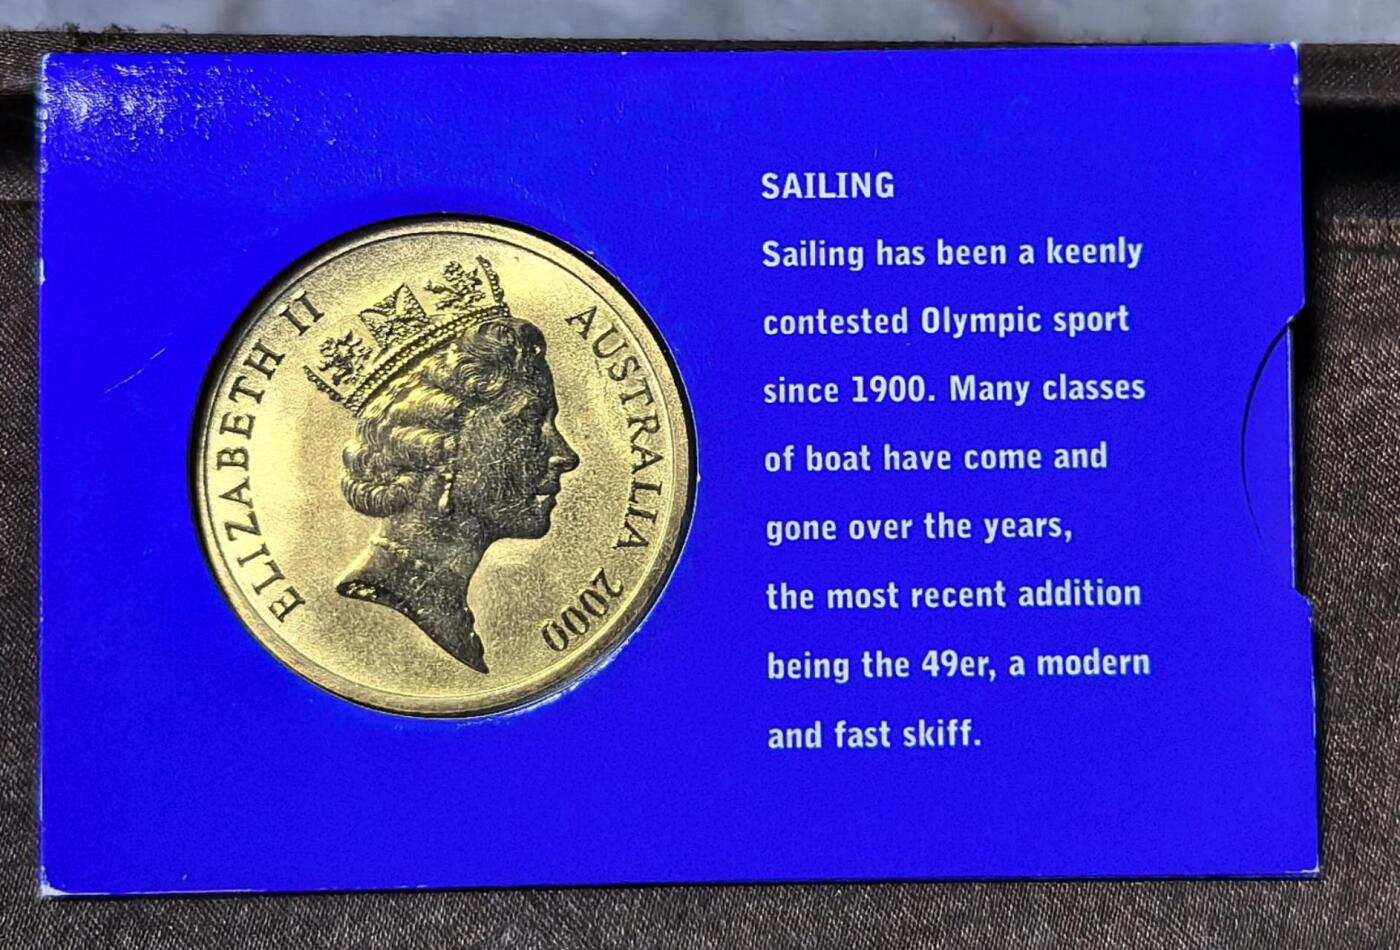 ELIZABETH II
AUSTRALIA 2000
SAILING
Sailing has been a keenly
contested Olympic sport
since 1900. Many classes
of boat have come and
gone over the years,
the most recent addition
being the 49er, a modern
and fast skiff.